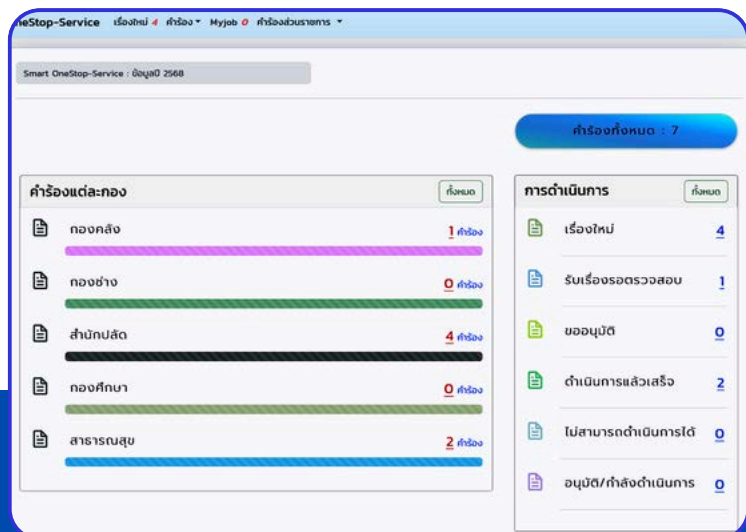 neStop-Service เรื่องใหม่ 4 คำร้อง Myjob 0 คำร้องส่วนราชการ
Smart OneStop-Service : ข้อมูลปี 2568
คำร้องทั้งหมด : 7
คำร้องแต่ละกอง ทั้งหมด
กองคลัง 1 คำร้อง
กองช่าง 0 คำร้อง
สำนักปลัด 4 คำร้อง
กองศึกษา 0 คำร้อง
สาธารณสุข 2 คำร้อง
การดำเนินการ ทั้งหมด
เรื่องใหม่ 4
รับเรื่องรอตรวจสอบ 1
ขออนุมัติ 0
ดำเนินการแล้วเสร็จ 2
ไม่สามารถดำเนินการได้ 0
อนุมัติ/กำลังดำเนินการ 0